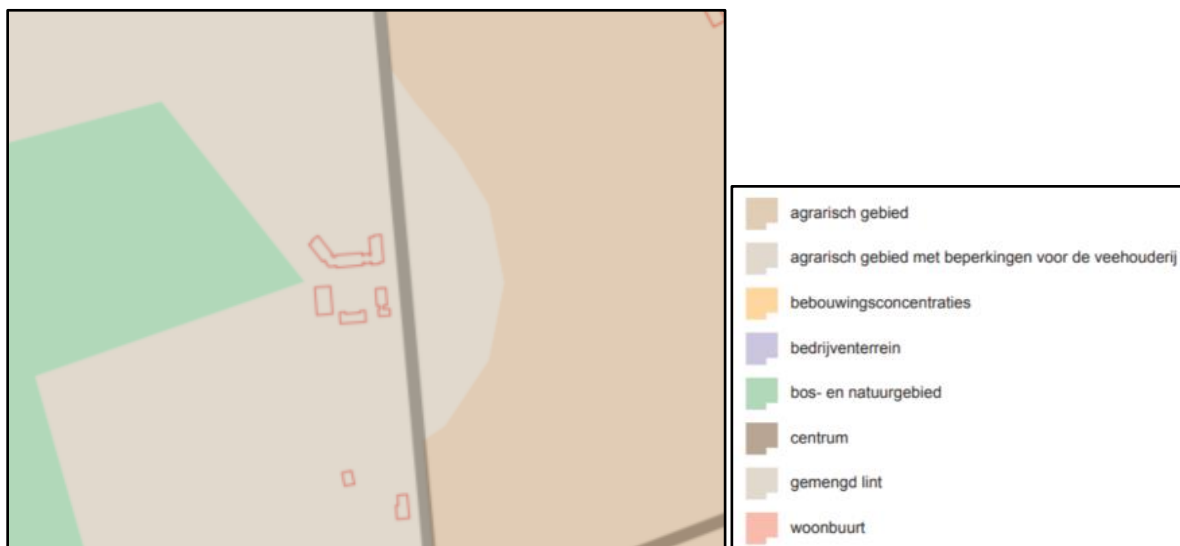 agrarisch gebied
agrarisch gebied met beperkingen voor de veehouderij
bebouwingsconcentraties
bedrijventerrein
bos- en natuurgebied
centrum
gemengd lint
woonbuurt